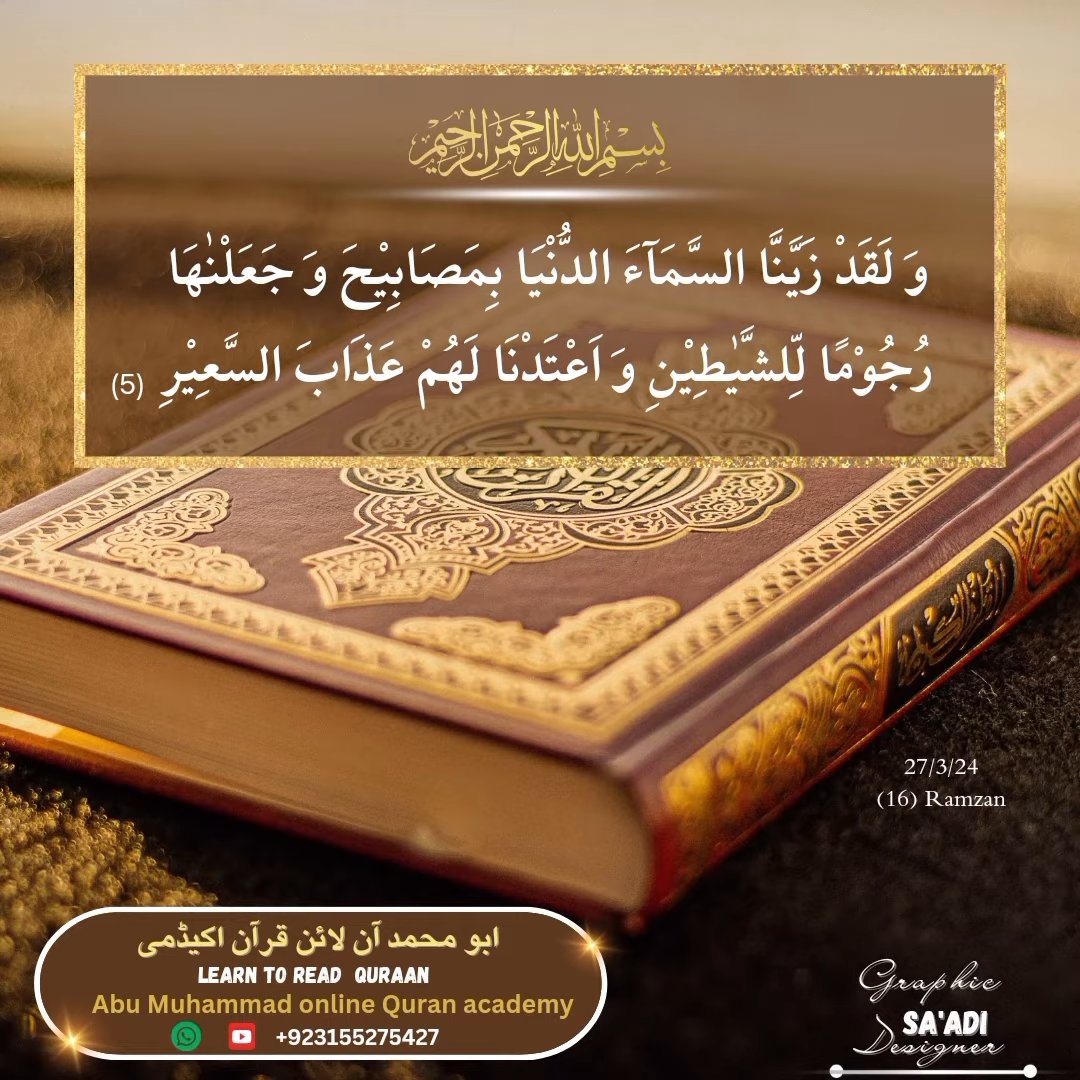 بِسْمِ اللهِ الرَّحْمٰنِ الرَّحِيْمِ
وَ لَقَدْ زَيَّنَّا السَّمَآءَ الدُّنْيَا بِمَصَابِيْحَ وَ جَعَلْنٰهَا
رُجُوْمًا لِّلشَّيٰطِيْنِ وَ اَعْتَدْنَا لَهُمْ عَذَابَ السَّعِيْرِ (5)
27/3/24
(16) Ramzan
ابو محمد آن لائن قرآن اکیڈمی
LEARN TO READ QURAAN
Abu Muhammad online Quran academy
+923155275427
Graphic
SA'ADI
Designer